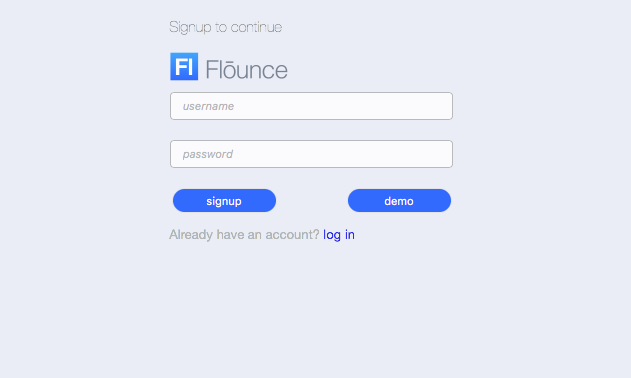 Signup to continue
Fl Flōunce
username
password
signup demo
Already have an account? log in